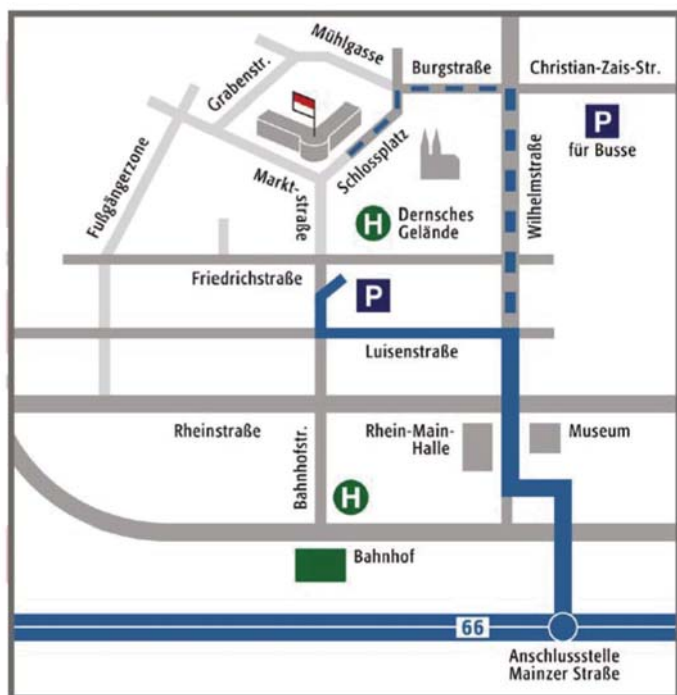 Mühlgasse
Grabenstr.
Burgstraße
Christian-Zais-Str.
P
für Busse
Fußgängerzone
Markt-
straße
Schlossplatz
Wilhelmstraße
H
Dernsches
Gelände
Friedrichstraße
P
Luisenstraße
Rheinstraße
Bahnhofstr.
Rhein-Main-
Halle
Museum
H
Bahnhof
66
Anschlussstelle
Mainzer Straße